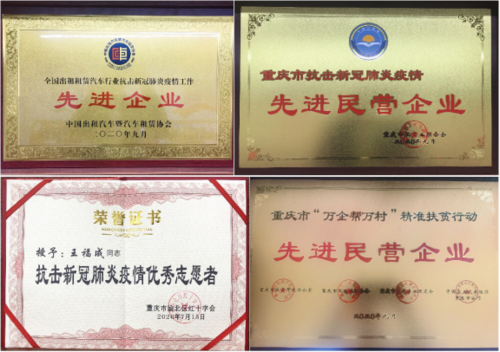 全国出租租赁汽车行业抗击新冠肺炎疫情工作
先进企业
中国出租汽车暨汽车租赁协会
二〇二〇年九月
重庆市抗击新冠肺炎疫情
先进民营企业
荣誉证书
授予：王福成同志
抗击新冠肺炎疫情优秀志愿者
重庆市渝北区红十字会
2020年7月15日
重庆市“万企帮万村”精准扶贫行动
先进民营企业